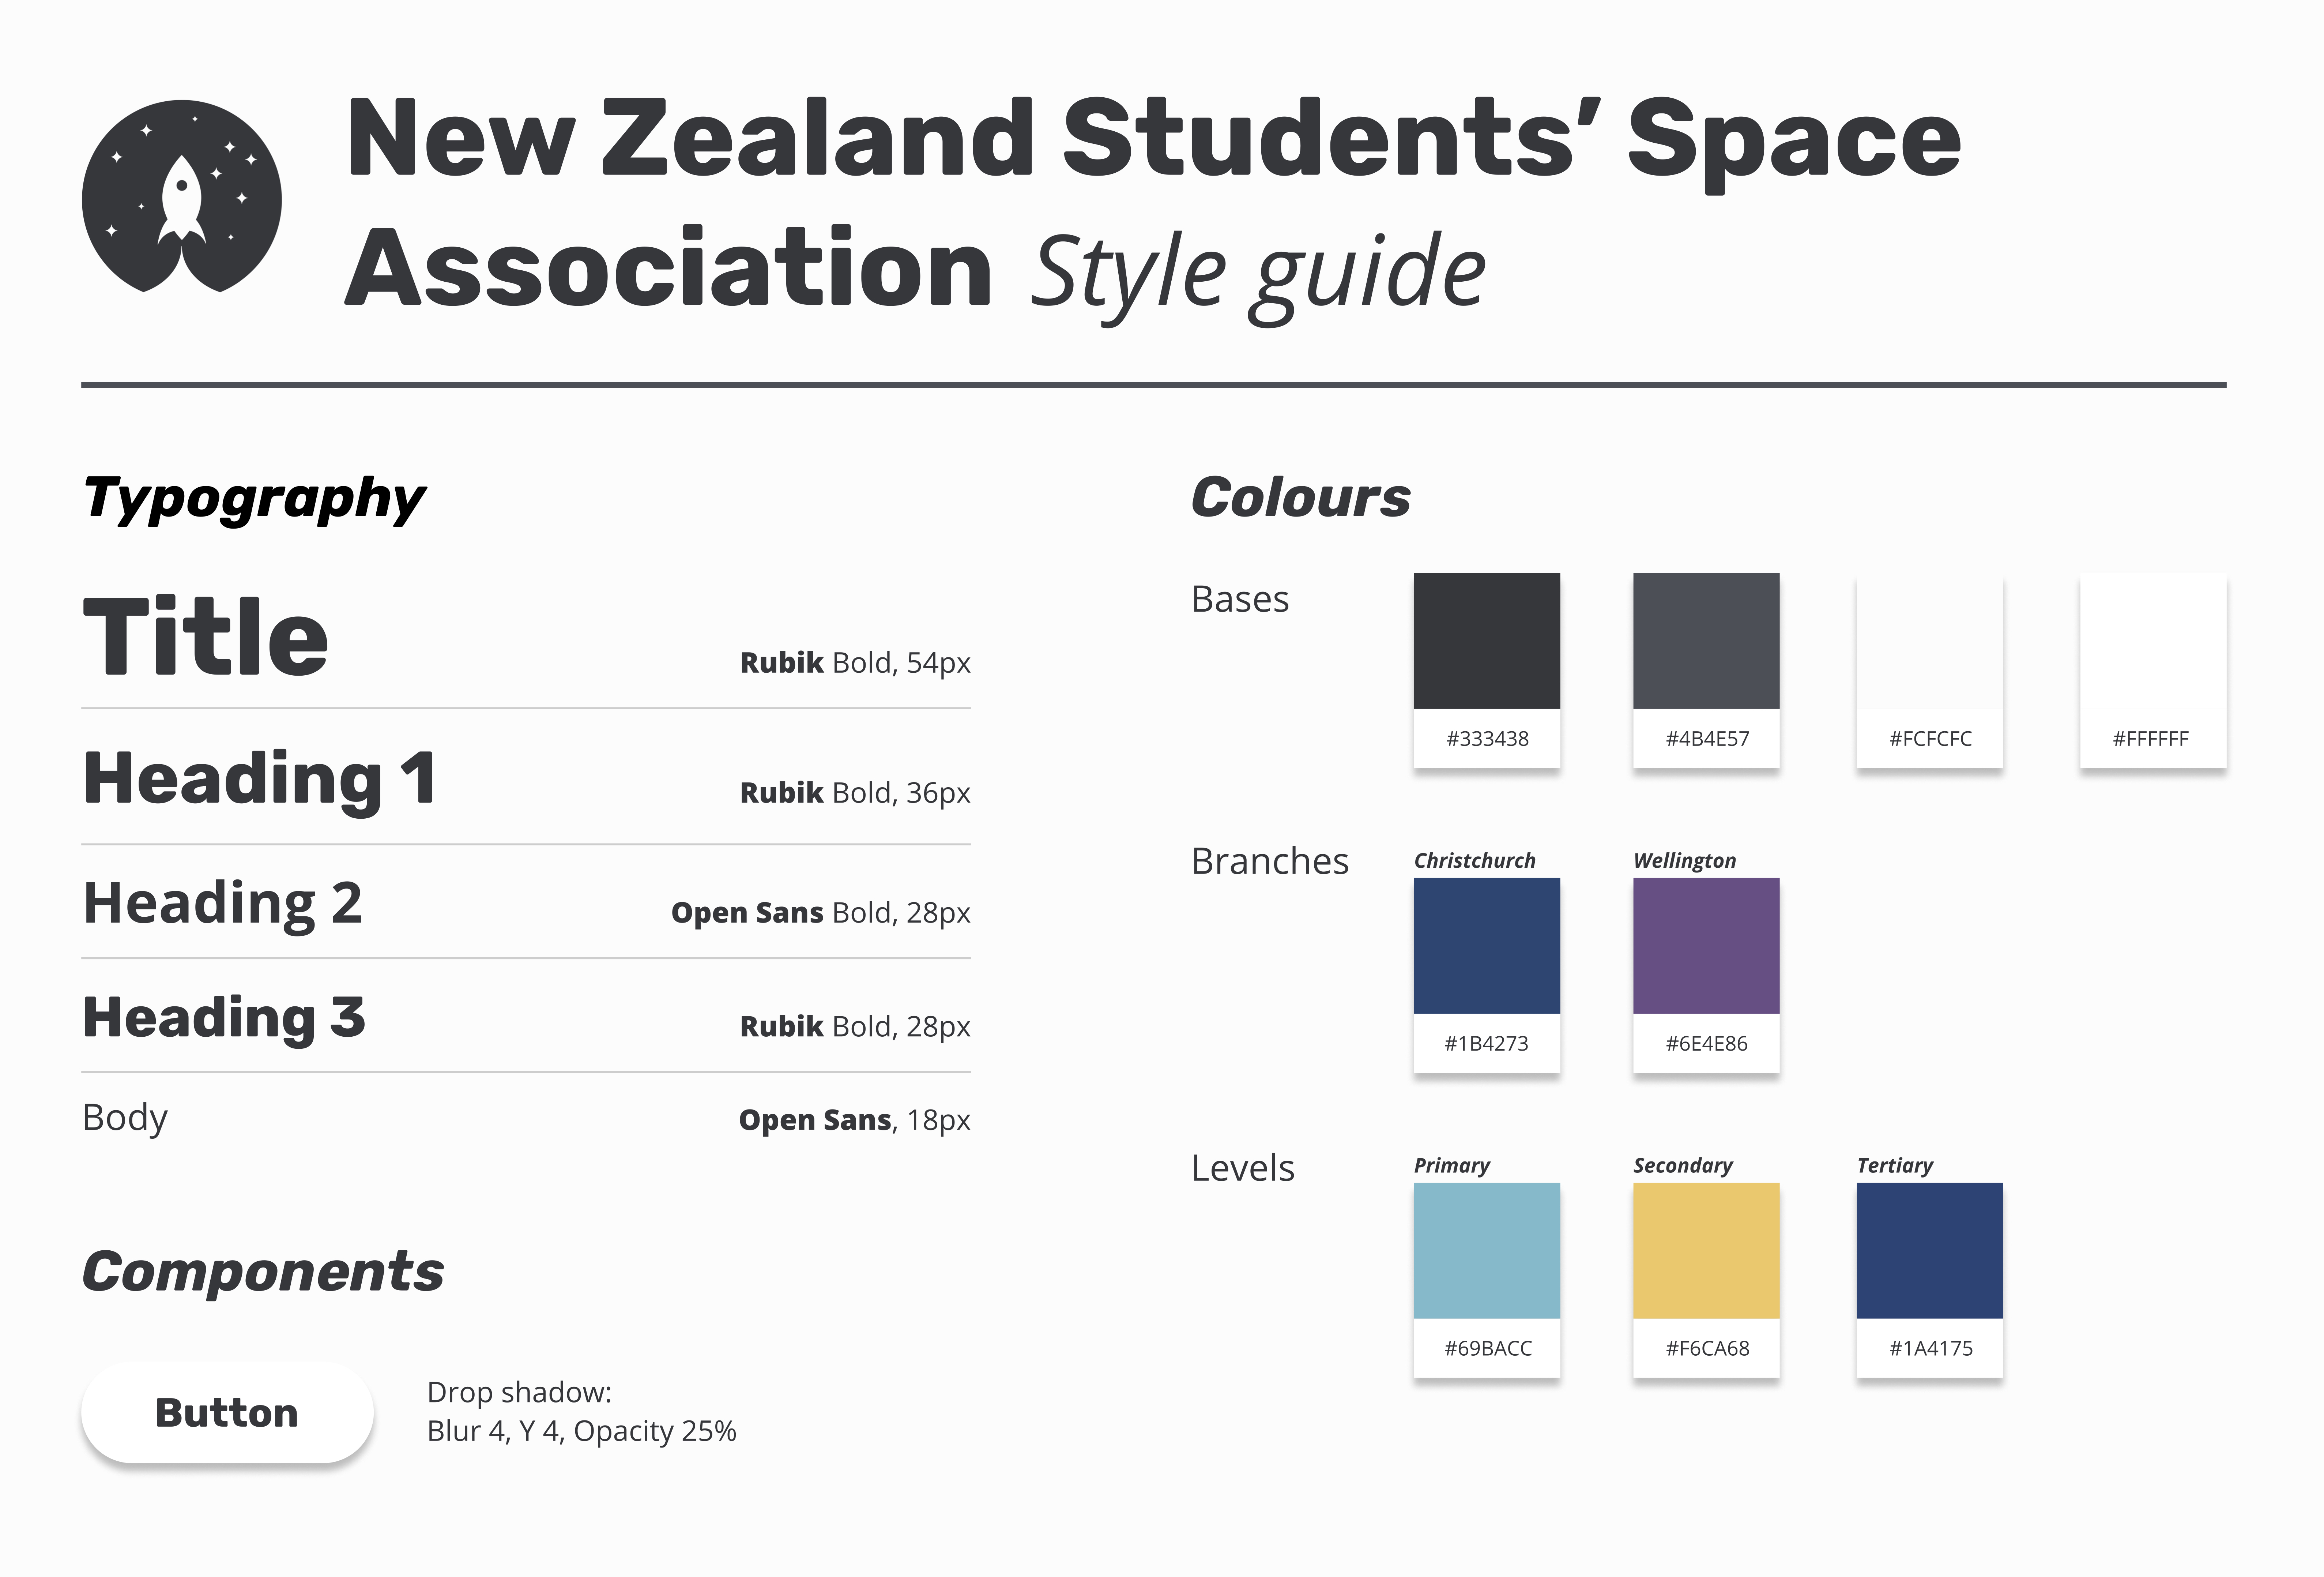 New Zealand Students’ Space
Association Style guide
Typography
Title
Rubik Bold, 54px
Heading 1
Rubik Bold, 36px
Heading 2
Open Sans Bold, 28px
Heading 3
Rubik Bold, 28px
Body
Open Sans, 18px
Components
Button
Drop shadow:
Blur 4, Y 4, Opacity 25%
Colours
Bases
#333438
#4B4E57
#FCFCFC
#FFFFFF
Branches
Christchurch
Wellington
#1B4273
#6E4E86
Levels
Primary
Secondary
Tertiary
#69BACC
#F6CA68
#1A4175